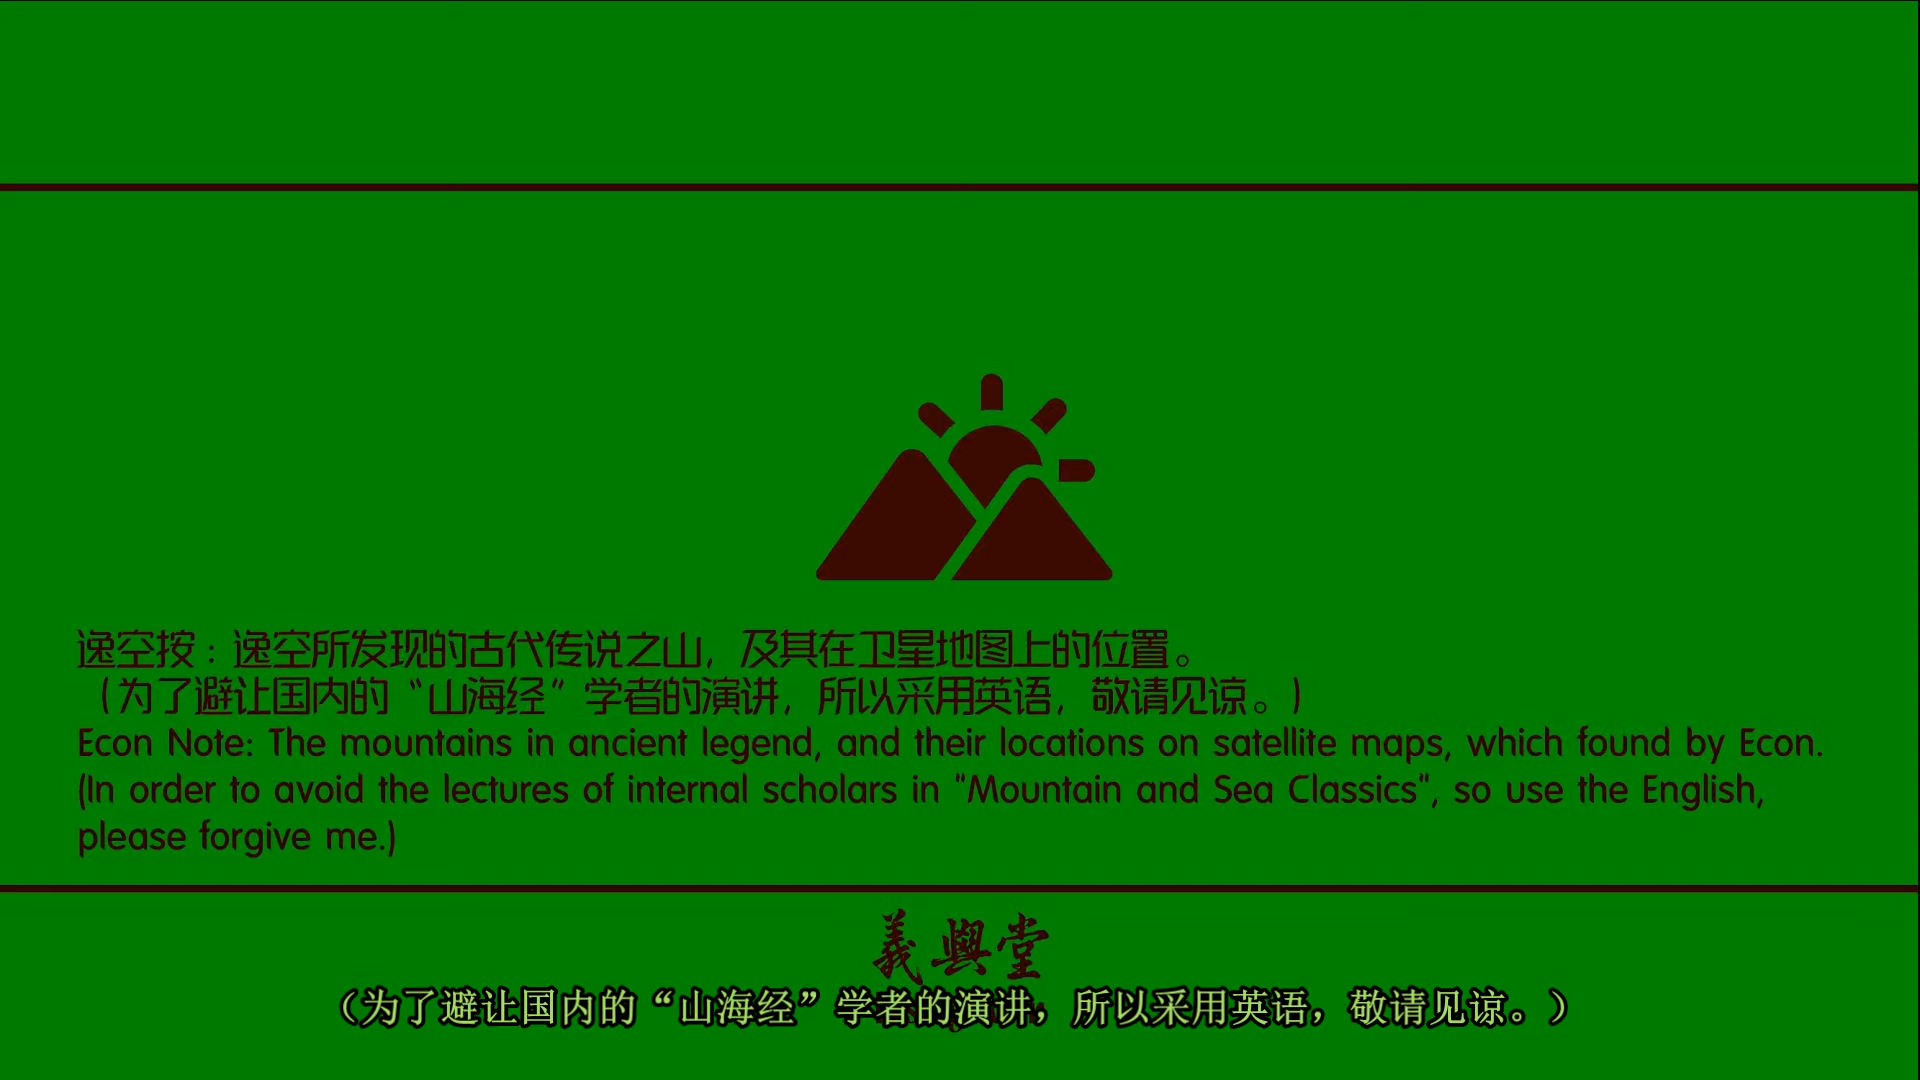 逸空按：逸空所发现的古代传说之山，及其在卫星地图上的位置。
（为了避让国内的“山海经”学者的演讲，所以采用英语，敬请见谅。）
Econ Note: The mountains in ancient legend, and their locations on satellite maps, which found by Econ.
(In order to avoid the lectures of internal scholars in "Mountain and Sea Classics", so use the English,
please forgive me.)
義興堂
（为了避让国内的“山海经”学者的演讲，所以采用英语，敬请见谅。）